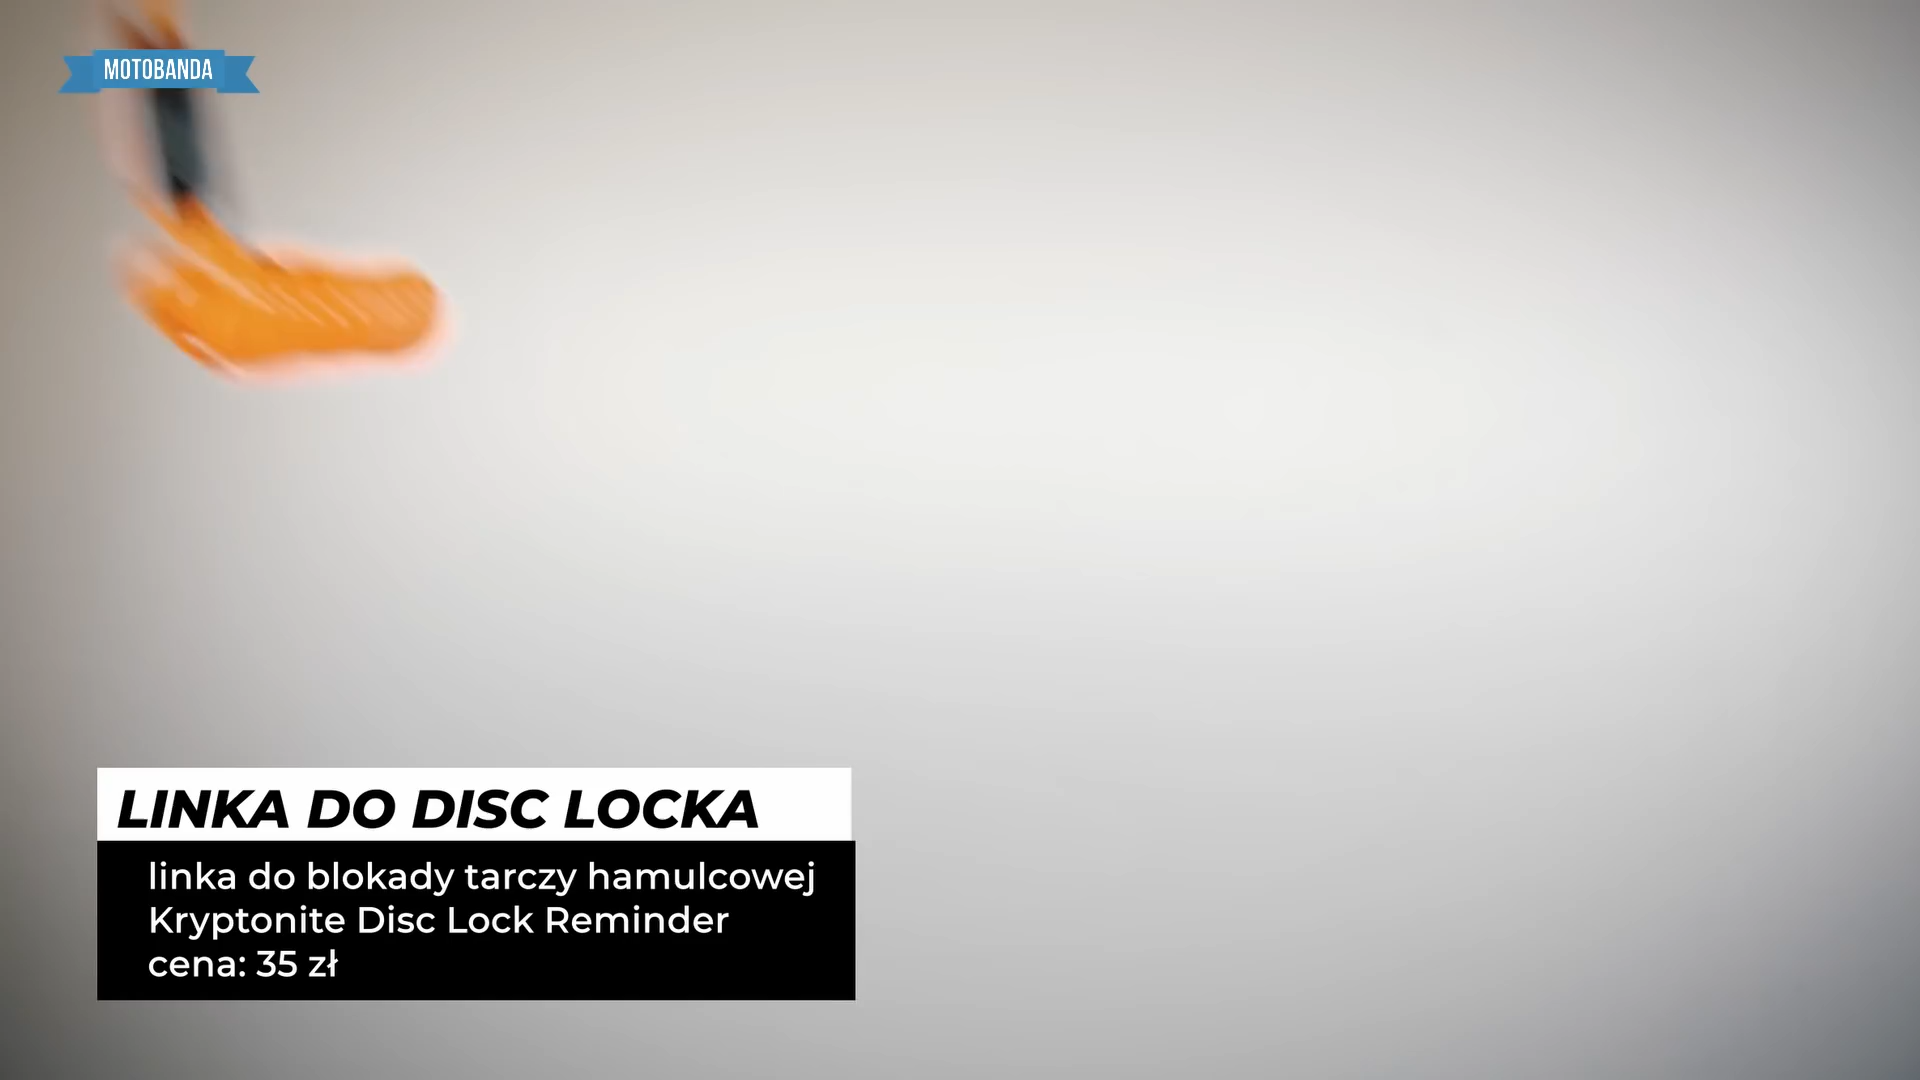 MOTOBANDA
LINKA DO DISC LOCKA
linka do blokady tarczy hamulcowej
Kryptonite Disc Lock Reminder
cena: 35 zł